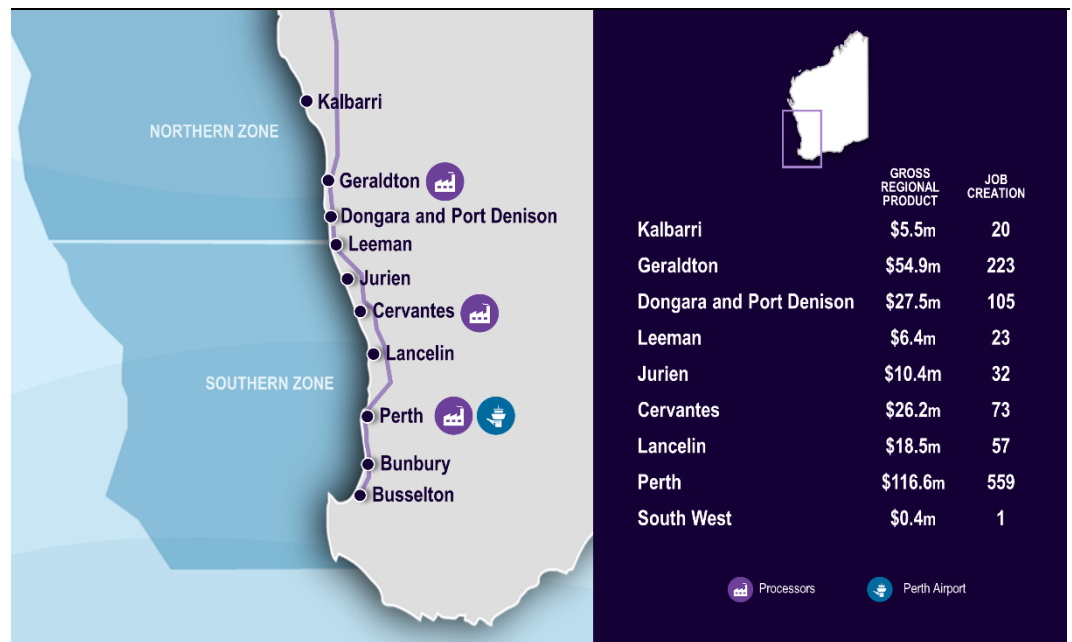 Kalbarri
NORTHERN ZONE
Geraldton
Dongara and Port Denison
Leeman
Jurien
Cervantes
Lancelin
SOUTHERN ZONE
Perth
Bunbury
Busselton
GROSS
REGIONAL
PRODUCT
JOB
CREATION
Kalbarri $5.5m 20
Geraldton $54.9m 223
Dongara and Port Denison $27.5m 105
Leeman $6.4m 23
Jurien $10.4m 32
Cervantes $26.2m 73
Lancelin $18.5m 57
Perth $116.6m 559
South West $0.4m 1
Processors
Perth Airport